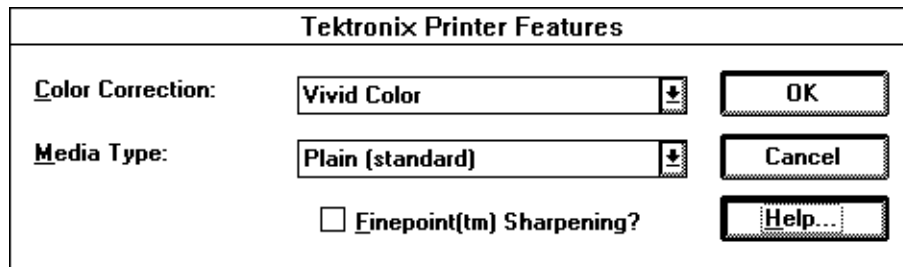 Tektronix Printer Features
Color Correction: Vivid Color OK
Media Type: Plain (standard) Cancel
Finepoint(tm) Sharpening? Help...